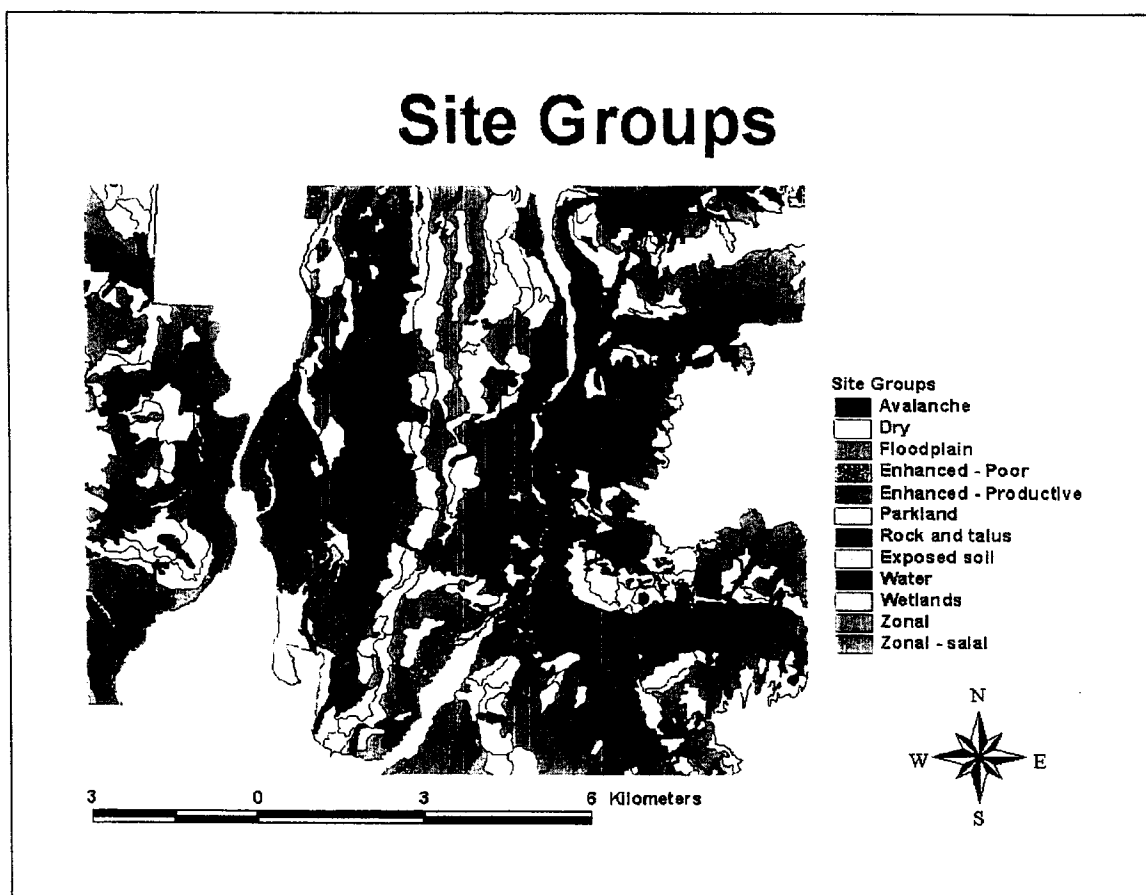 Site Groups
Site Groups
Avalanche
Dry
Floodplain
Enhanced - Poor
Enhanced - Productive
Parkland
Rock and talus
Exposed soil
Water
Wetlands
Zonal
Zonal - salal
N
W E
S
3 0 3 6 Kilometers